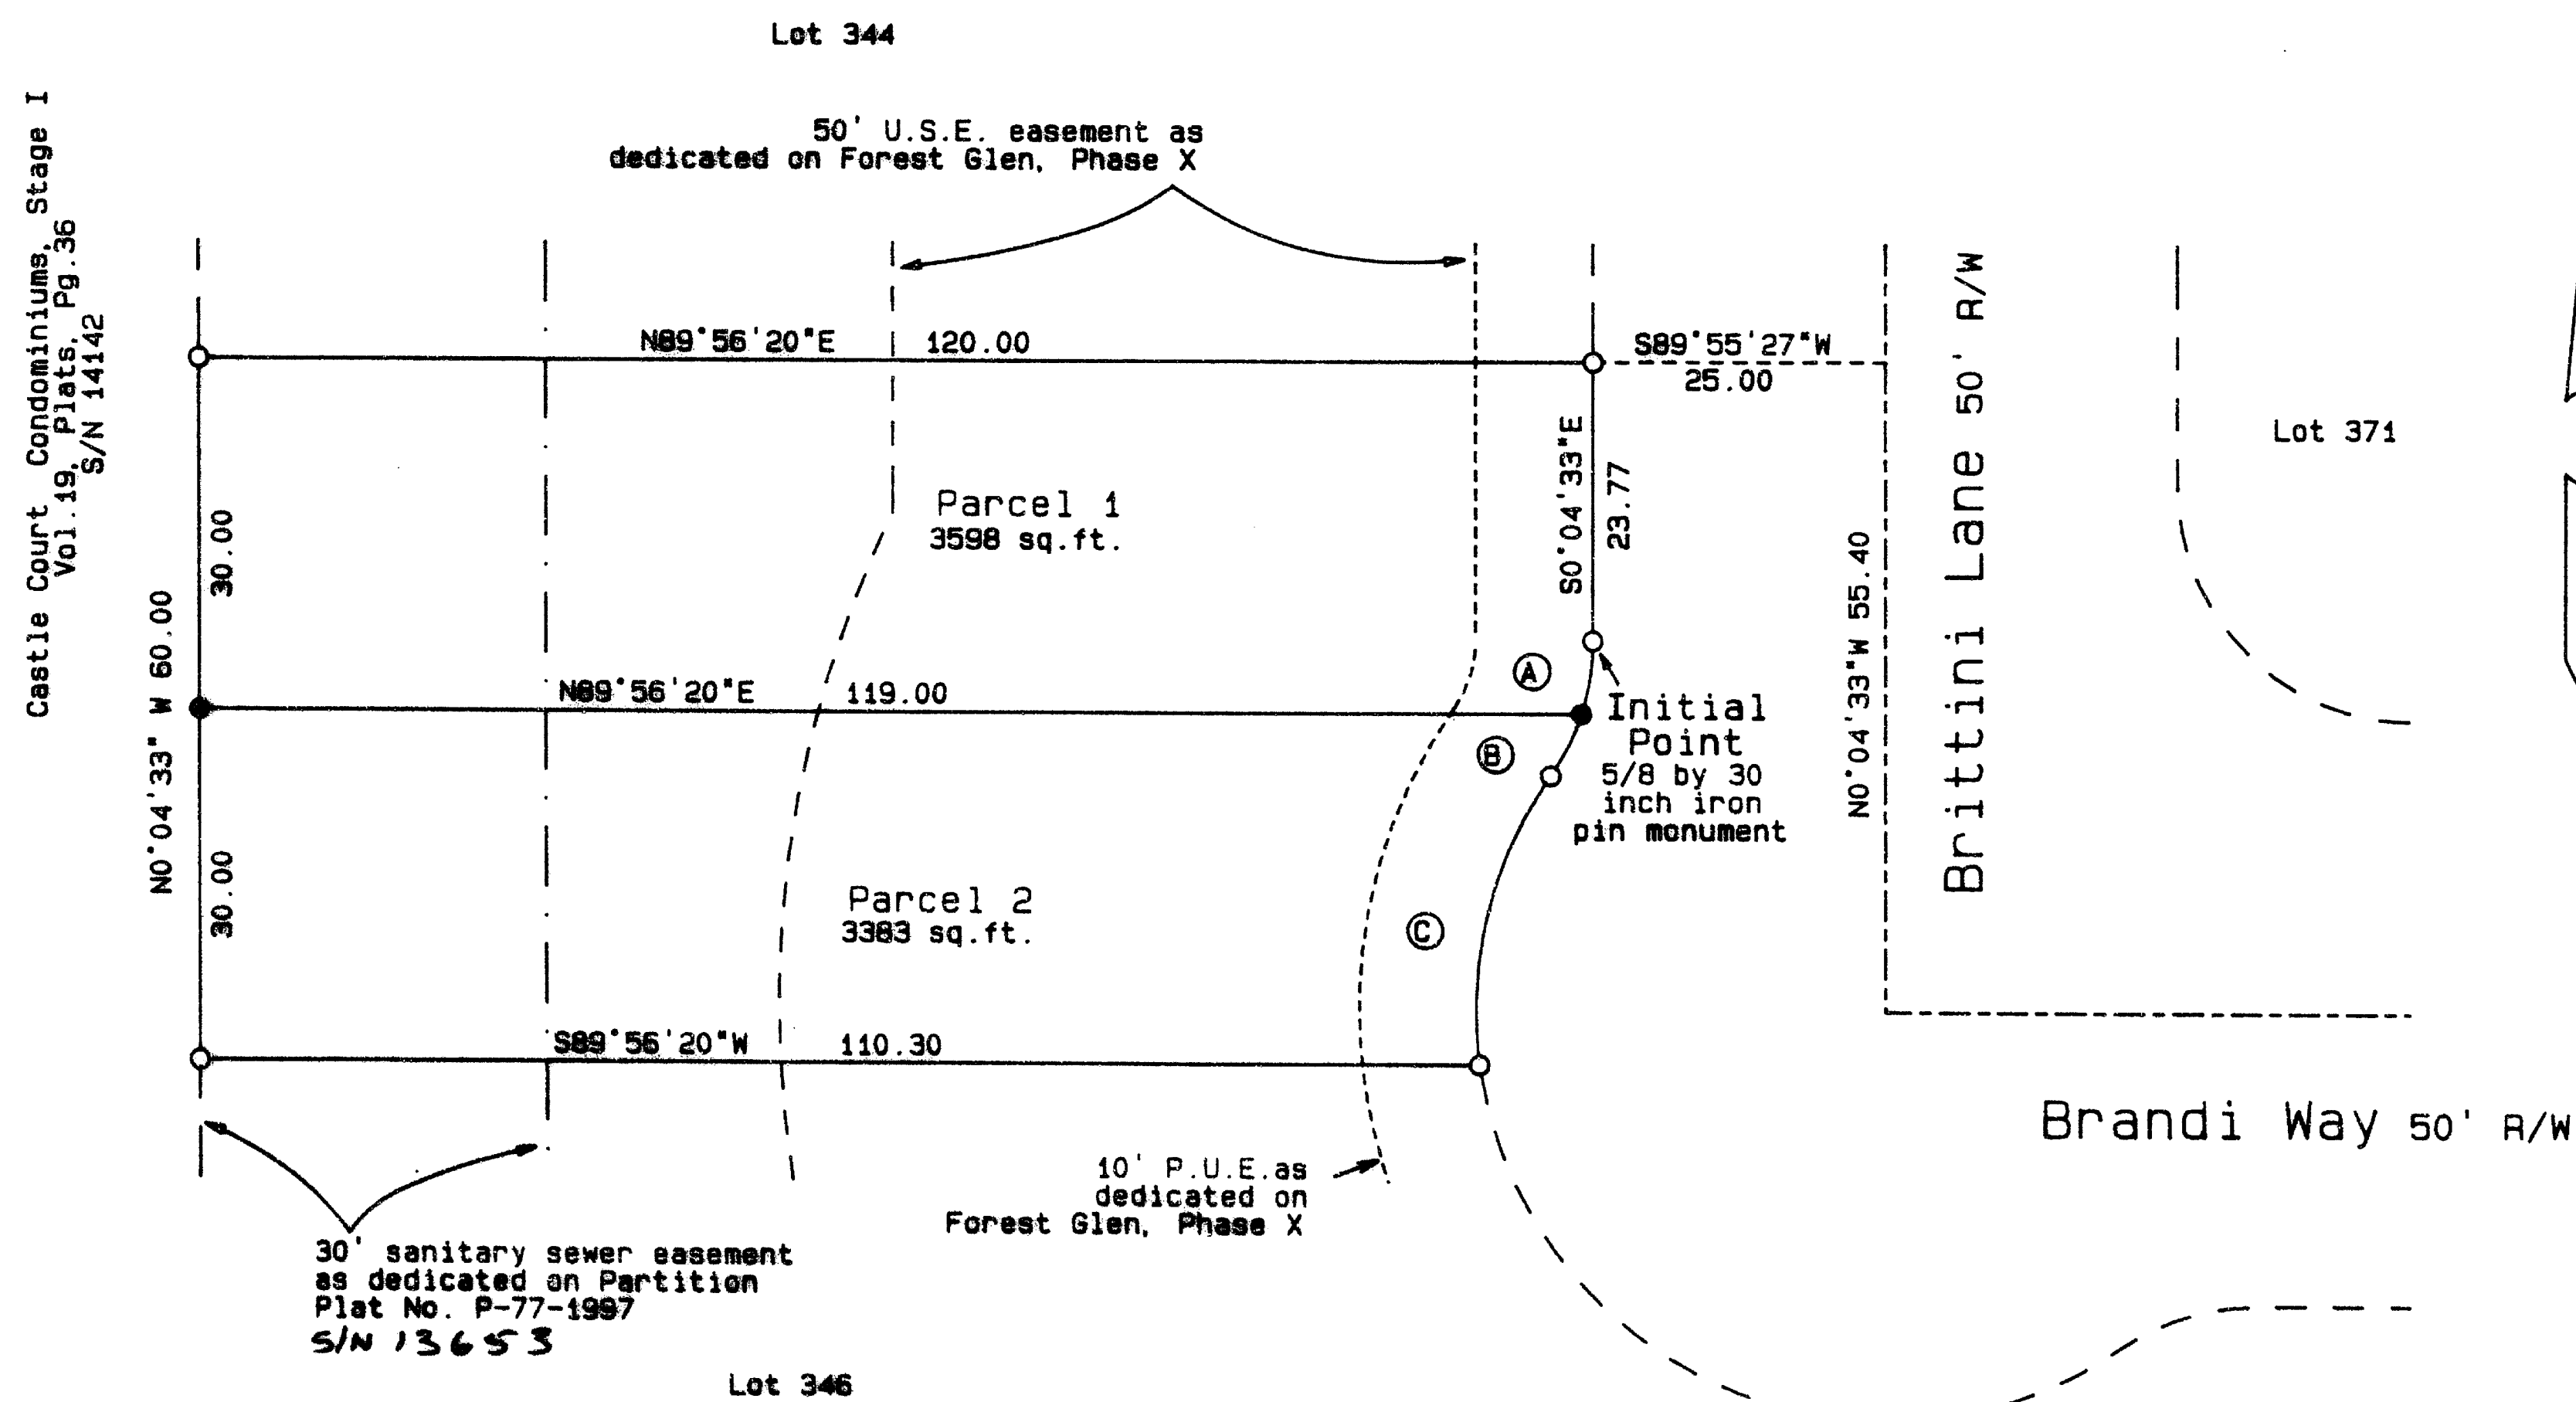 Lot 344
50' U.S.E. easement as
dedicated on Forest Glen, Phase X
Castle Court Condominiums, Stage I
Vol.19, Plats, Pg.36
S/N 14142
N89°56'20"E 120.00
S89°55'27"W
25.00
Brittini Lane 50' R/W
Lot 371
S0°04'33"E
23.77
Parcel 1
3598 sq.ft.
30.00
N0°04'33" W 60.00
N0°04'33"W 55.40
A
N89°56'20"E 119.00
Initial
Point
5/8 by 30
inch iron
pin monument
B
Parcel 2
3383 sq.ft.
30.00
C
S89°56'20"W 110.30
Brandi Way 50' R/W
10' P.U.E.as
dedicated on
Forest Glen, Phase X
30' sanitary sewer easement
as dedicated on Partition
Plat No. P-77-1997
S/N 13653
Lot 346